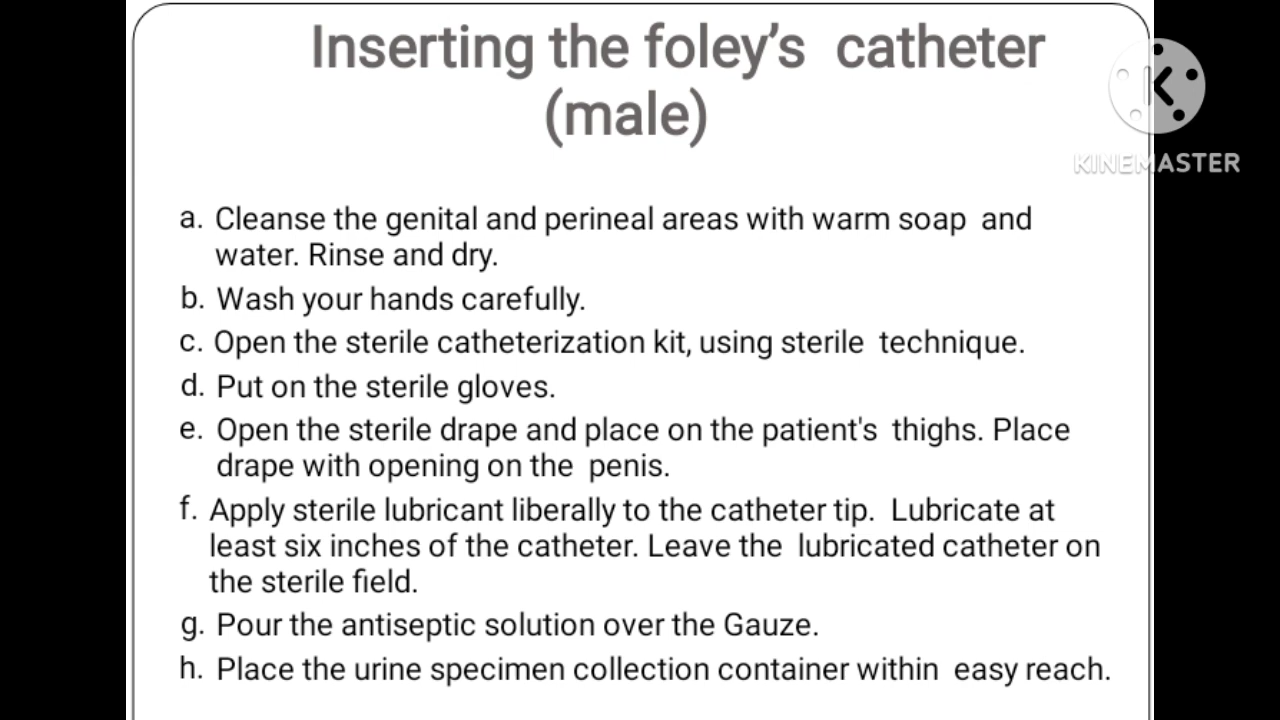 Inserting the foley's catheter
(male)
KINEMASTER
a. Cleanse the genital and perineal areas with warm soap and
water. Rinse and dry.
b. Wash your hands carefully.
c. Open the sterile catheterization kit, using sterile technique.
d. Put on the sterile gloves.
e. Open the sterile drape and place on the patient's thighs. Place
drape with opening on the penis.
f. Apply sterile lubricant liberally to the catheter tip. Lubricate at
least six inches of the catheter. Leave the lubricated catheter on
the sterile field.
g. Pour the antiseptic solution over the Gauze.
h. Place the urine specimen collection container within easy reach.